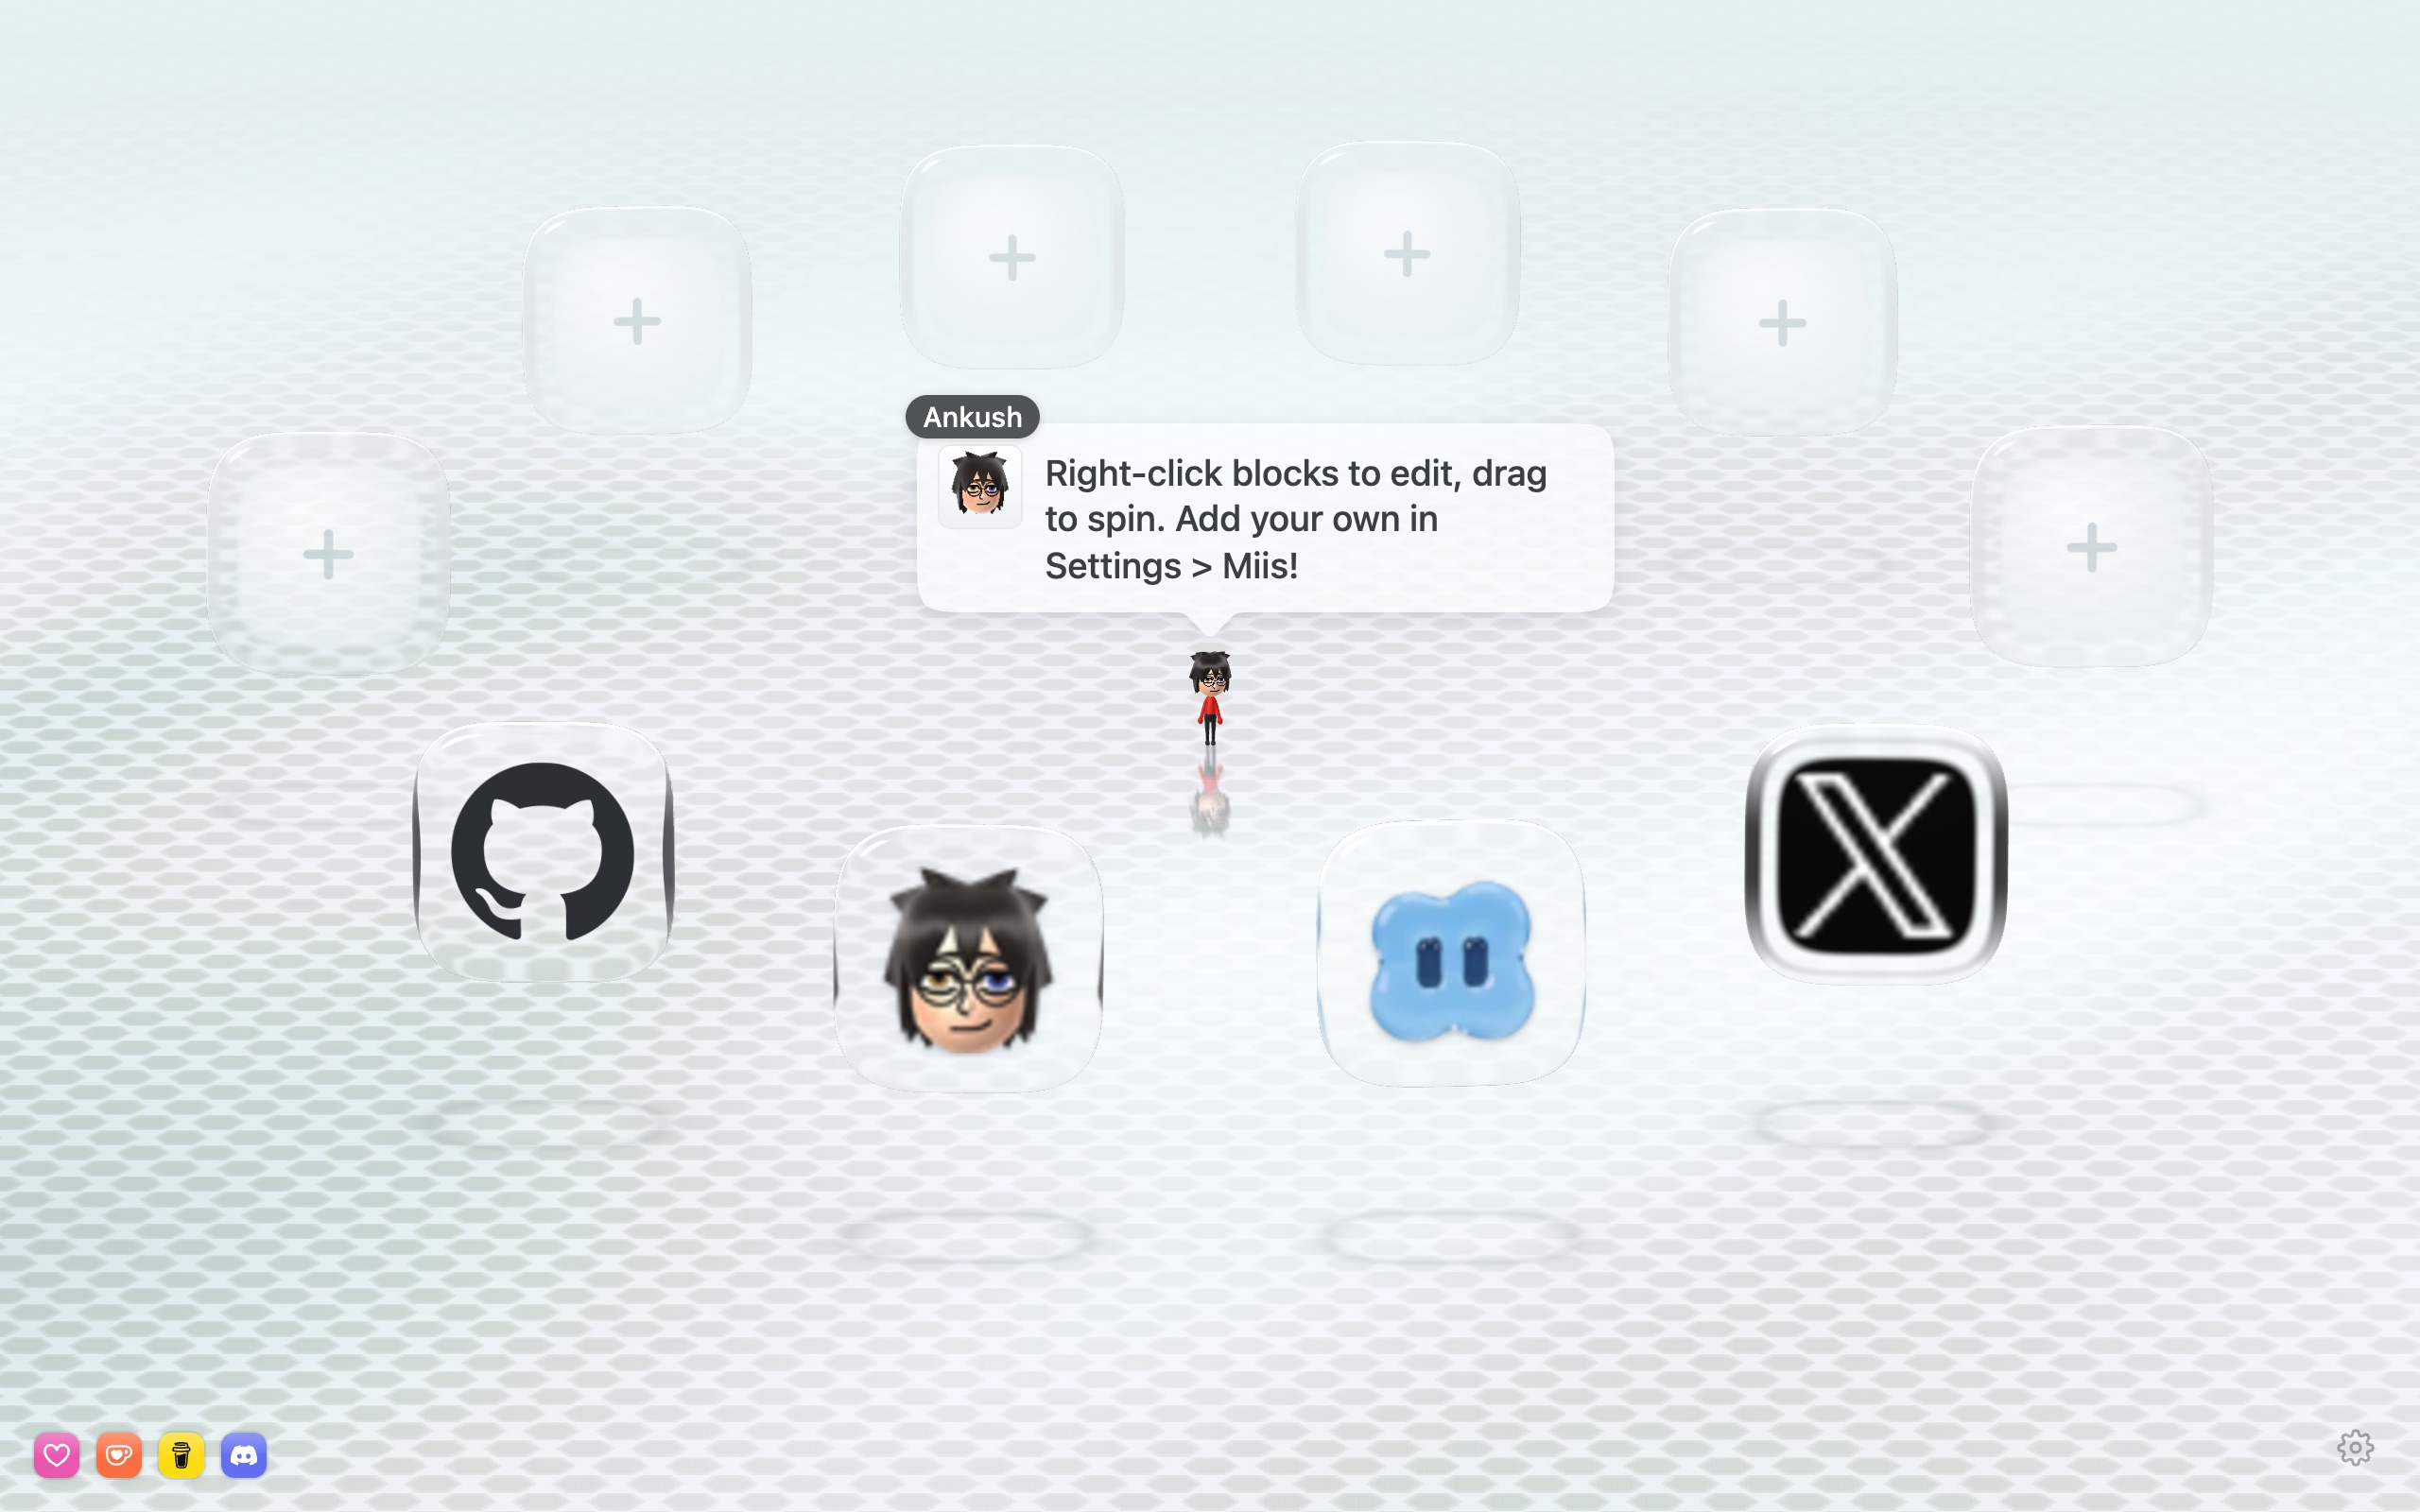 Ankush
Right-click blocks to edit, drag
to spin. Add your own in
Settings > Miis!